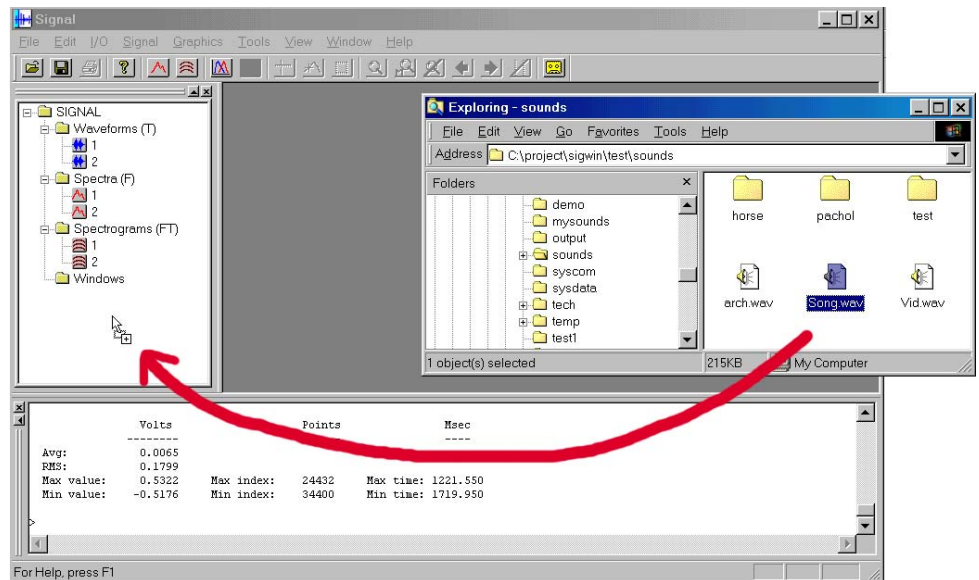 Signal
File Edit I/O Signal Graphics Tools View Window Help
SIGNAL
Waveforms (T)
1
2
Spectra (F)
1
2
Spectrograms (FT)
1
2
Windows
Exploring - sounds
File Edit View Go Favorites Tools Help
Address C:\project\sigwin\test\sounds
Folders
demo
mysounds
output
sounds
syscom
sysdata
tech
temp
test1
horse pachol test
arch.wav Song.wav Vid.wav
1 object(s) selected 215KB My Computer
Volts Points Msec
-------- ----
Avg: 0.0065
RMS: 0.1799
Max value: 0.5322 Max index: 24432 Max time: 1221.550
Min value: -0.5176 Min index: 34400 Min time: 1719.950
>
For Help, press F1